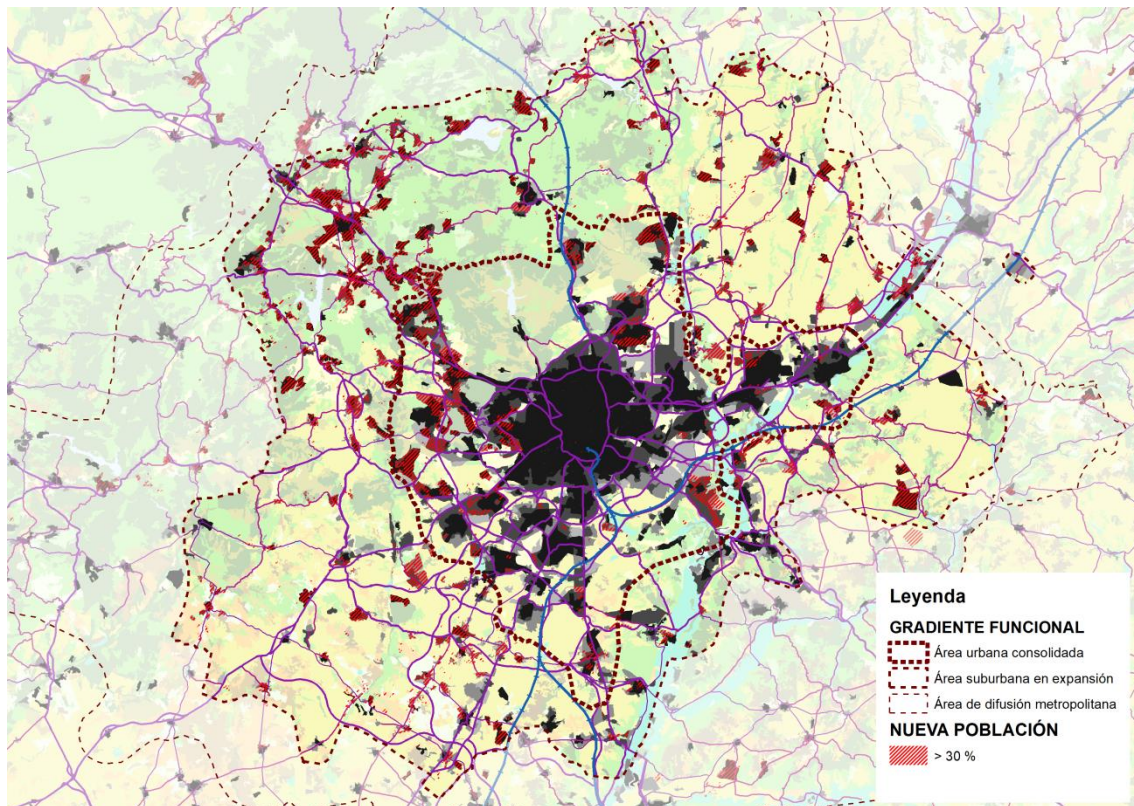 Leyenda
GRADIENTE FUNCIONAL
Área urbana consolidada
Área suburbana en expansión
Área de difusión metropolitana
NUEVA POBLACIÓN
> 30 %